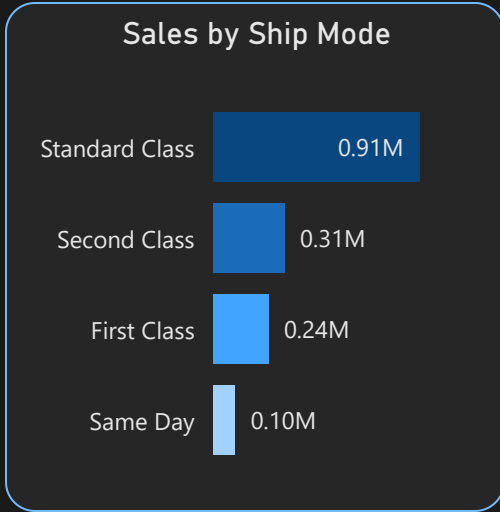 Sales by Ship Mode
Standard Class 0.91M
Second Class 0.31M
First Class 0.24M
Same Day 0.10M